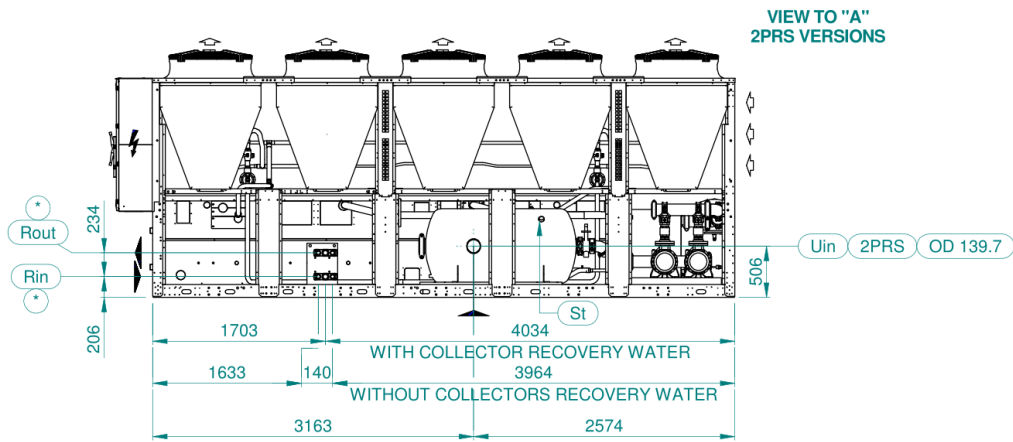 VIEW TO "A"
2PRS VERSIONS
*
Rout
234
Rin
*
206
Uin 2PRS OD 139.7
506
St
1703 4034
WITH COLLECTOR RECOVERY WATER
1633 140 3964
WITHOUT COLLECTORS RECOVERY WATER
3163 2574